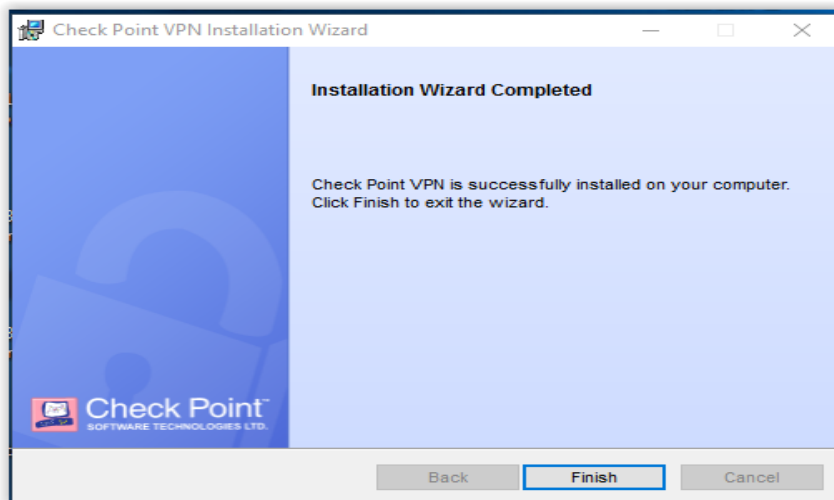 Check Point VPN Installation Wizard
Installation Wizard Completed
Check Point VPN is successfully installed on your computer.
Click Finish to exit the wizard.
Check Point™
SOFTWARE TECHNOLOGIES LTD.
Back
Finish
Cancel